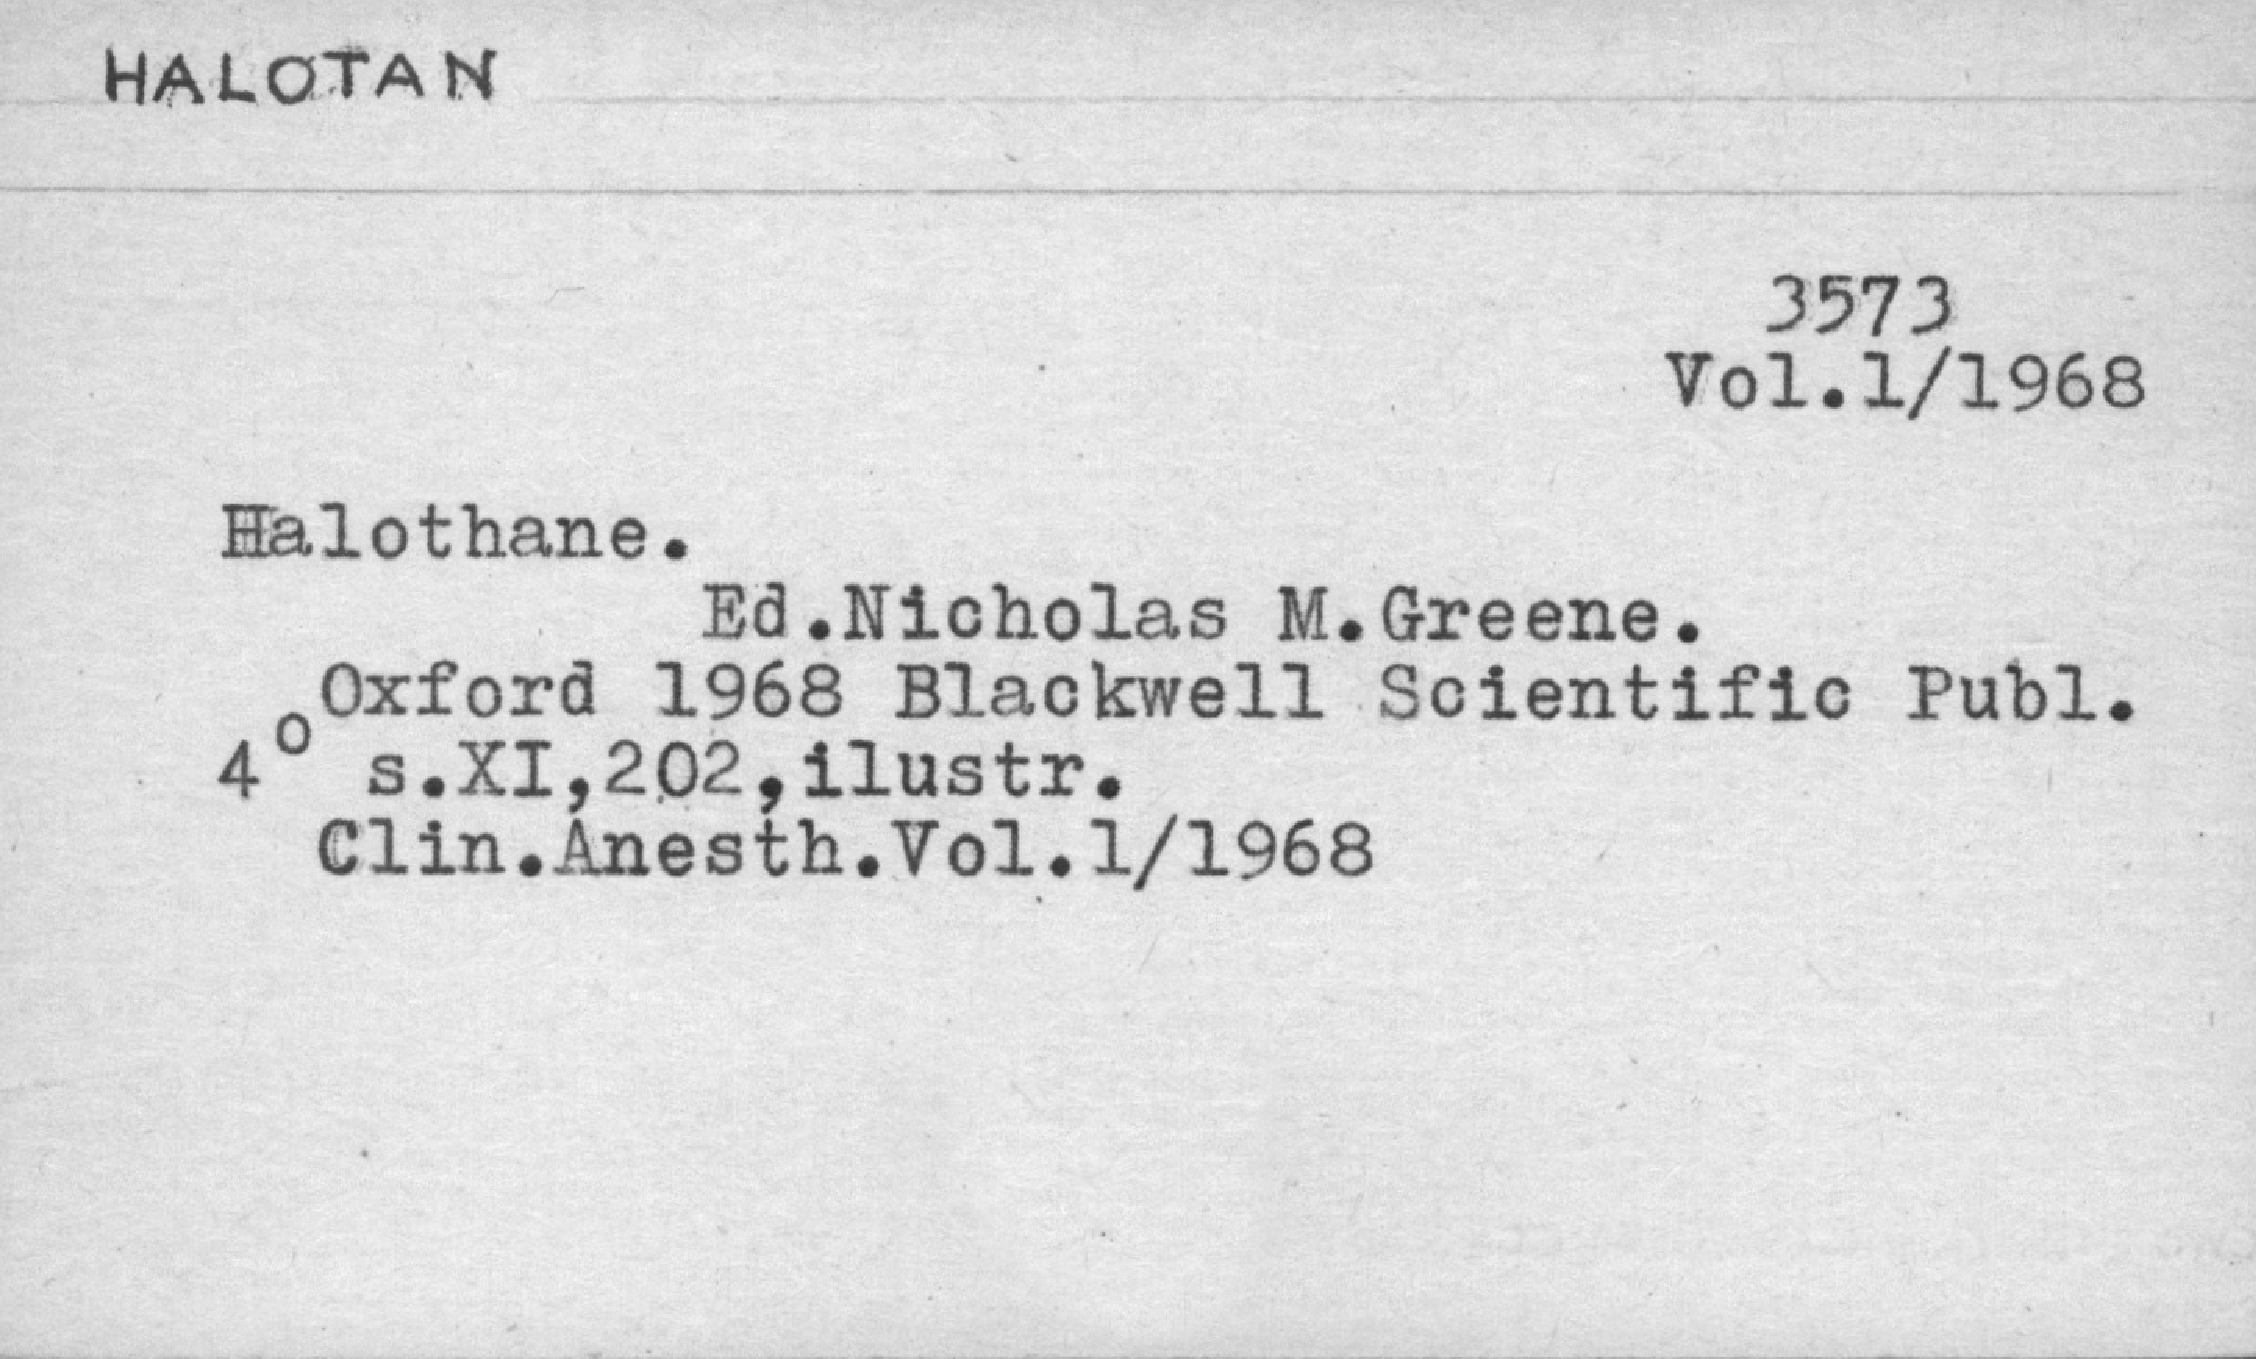 HALOTAN
3573
Vol.1/1968
Halothane.
Ed.Nicholas M.Greene.
Oxford 1968 Blackwell Scientific Publ.
4° s.XI,202,ilustr.
Clin.Anesth.Vol.1/1968